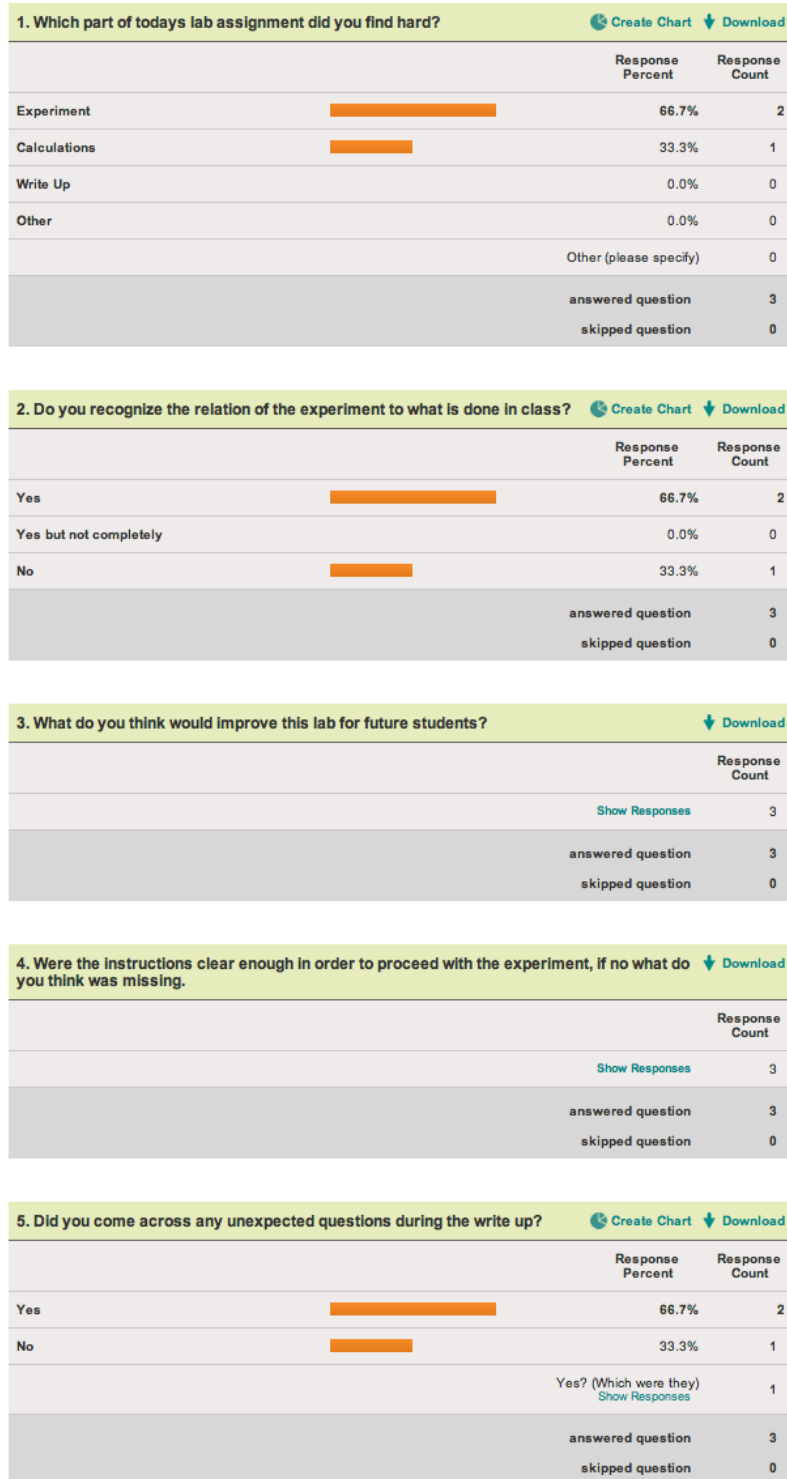 1. Which part of todays lab assignment did you find hard? Create Chart Download
Response Percent Response Count
Experiment 66.7% 2
Calculations 33.3% 1
Write Up 0.0% 0
Other 0.0% 0
Other (please specify) 0
answered question 3
skipped question 0
2. Do you recognize the relation of the experiment to what is done in class? Create Chart Download
Response Percent Response Count
Yes 66.7% 2
Yes but not completely 0.0% 0
No 33.3% 1
answered question 3
skipped question 0
3. What do you think would improve this lab for future students? Download
Response Count
Show Responses 3
answered question 3
skipped question 0
4. Were the instructions clear enough in order to proceed with the experiment, if no what do Download
you think was missing.
Response Count
Show Responses 3
answered question 3
skipped question 0
5. Did you come across any unexpected questions during the write up? Create Chart Download
Response Percent Response Count
Yes 66.7% 2
No 33.3% 1
Yes? (Which were they) 1
Show Responses
answered question 3
skipped question 0